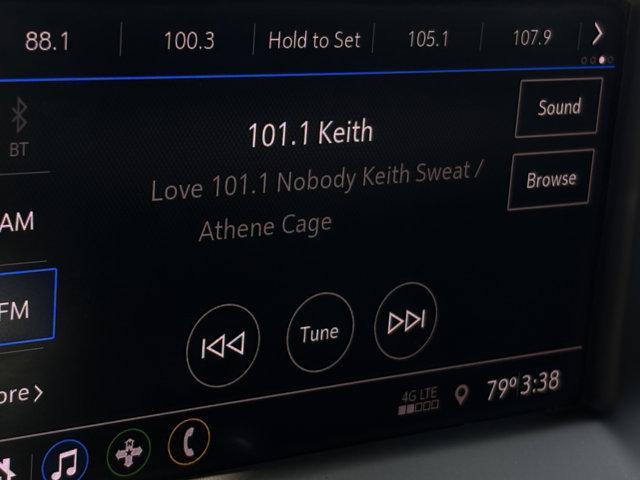 88.1 100.3 Hold to Set 105.1 107.9
Sound
BT
101.1 Keith
Browse
Love 101.1 Nobody Keith Sweat /
Athene Cage
AM
FM
Tune
ore
4G LTE
79° 3:38